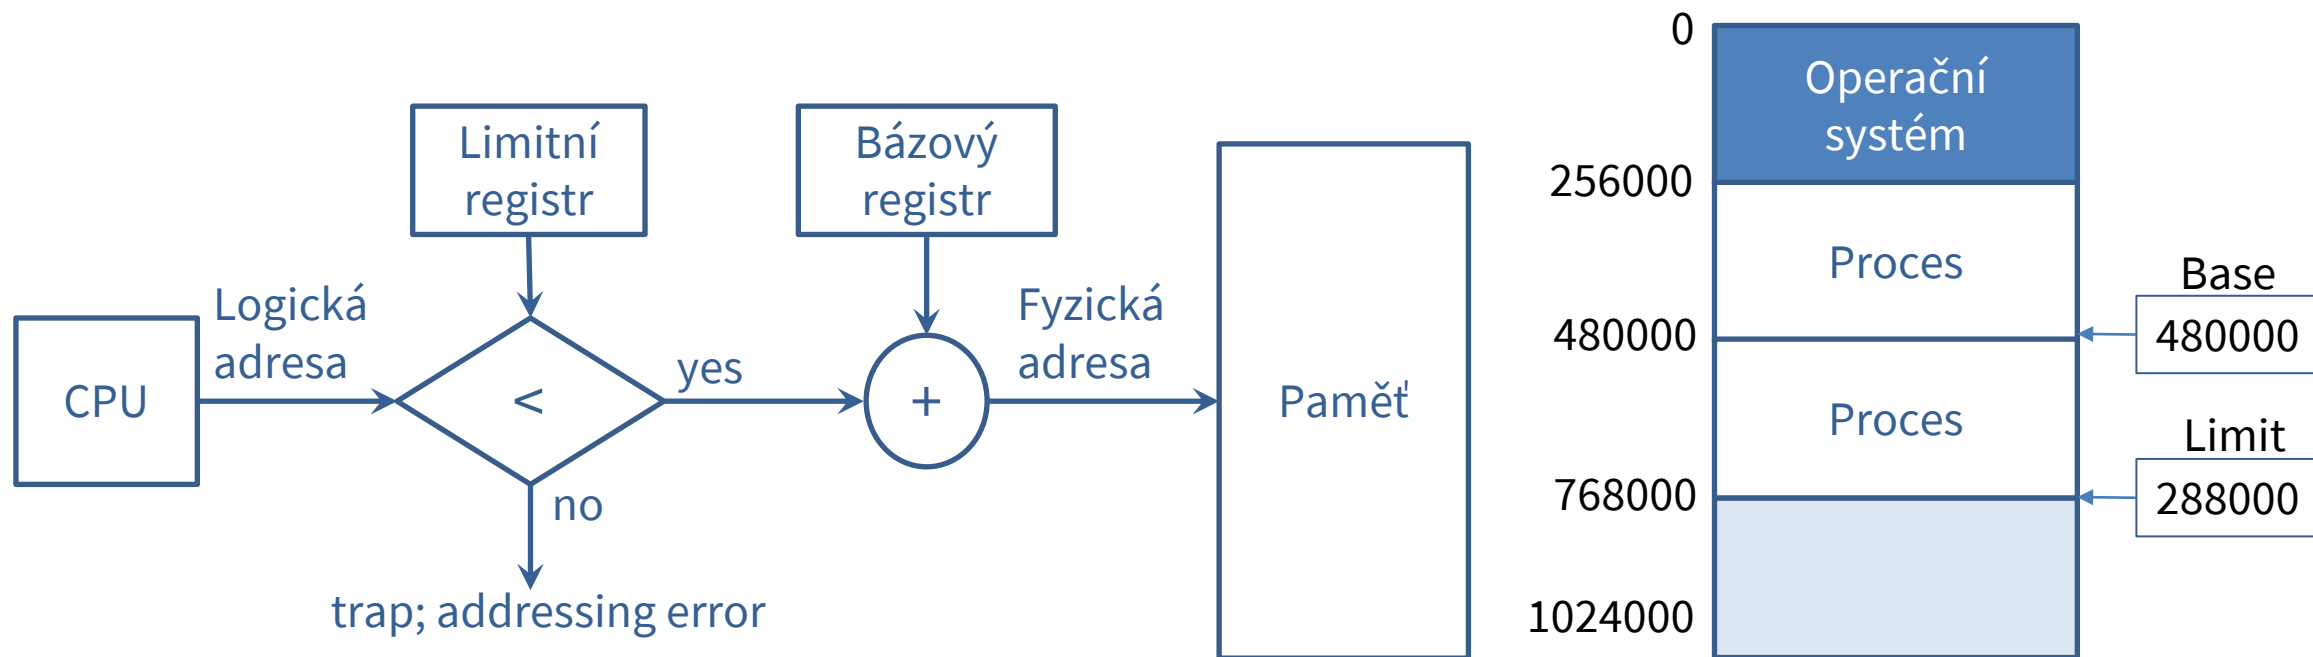 CPU
Logická
adresa
Limitní
registr
<
yes
no
trap; addressing error
Bázový
registr
+
Fyzická
adresa
Paměť
0
256000
480000
768000
1024000
Operační
systém
Proces
Proces
Base
480000
Limit
288000